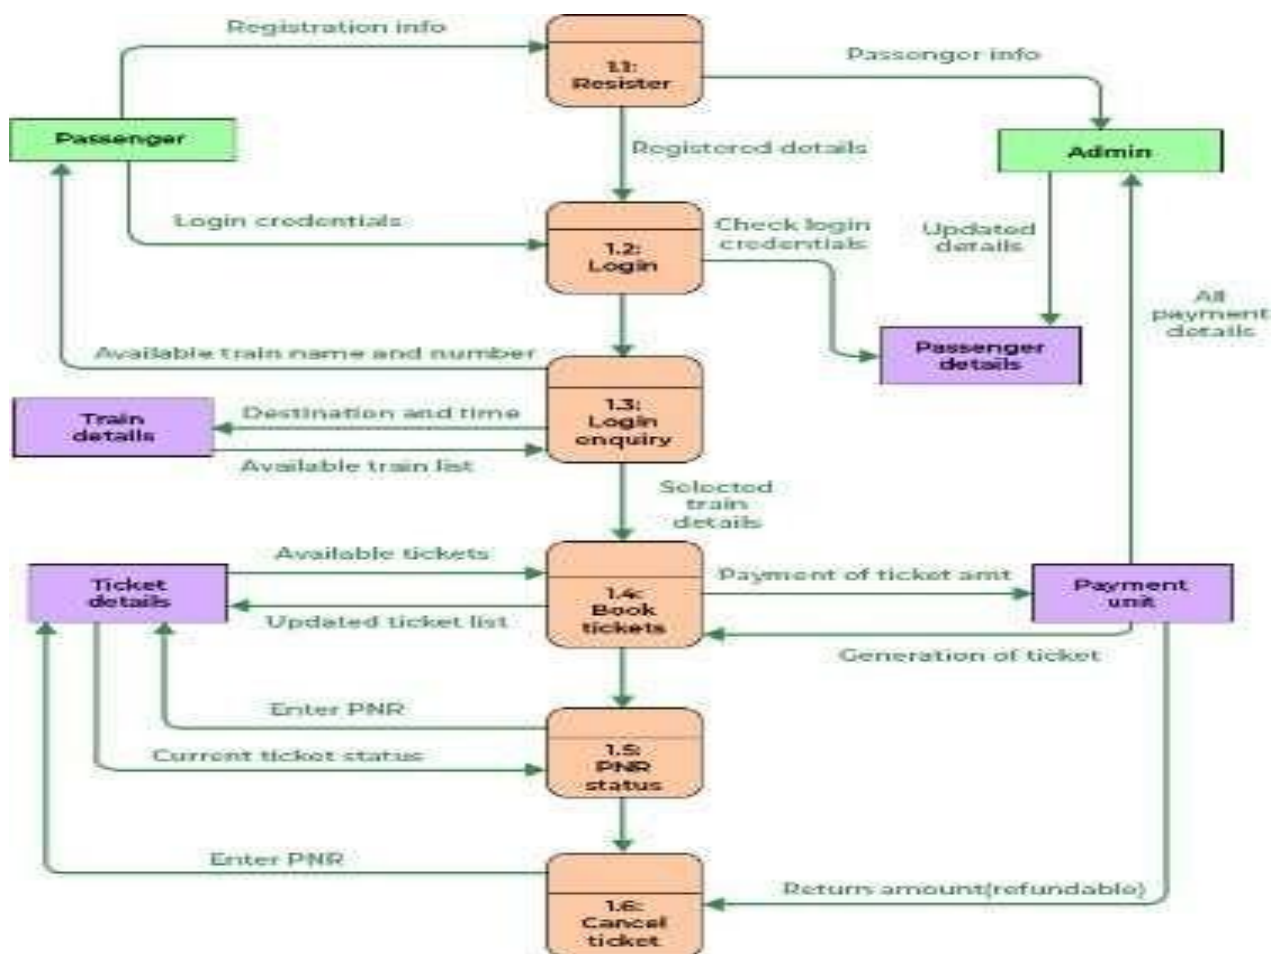 Registration info
1.1:
Resister
Passenger info
Passenger
Admin
Registered details
Login credentials
1.2:
Login
Check login
credentials
Updated
details
All
payment
details
Available train name and number
Passenger
details
Train
details
Destination and time
1.3:
Login
enquiry
Available train list
Selected
train
details
Available tickets
Ticket
details
Updated ticket list
1.4:
Book
tickets
Payment of ticket amt
Payment
unit
Generation of ticket
Enter PNR
Current ticket status
1.5:
PNR
status
Enter PNR
Return amount(refundable)
1.6:
Cancel
ticket